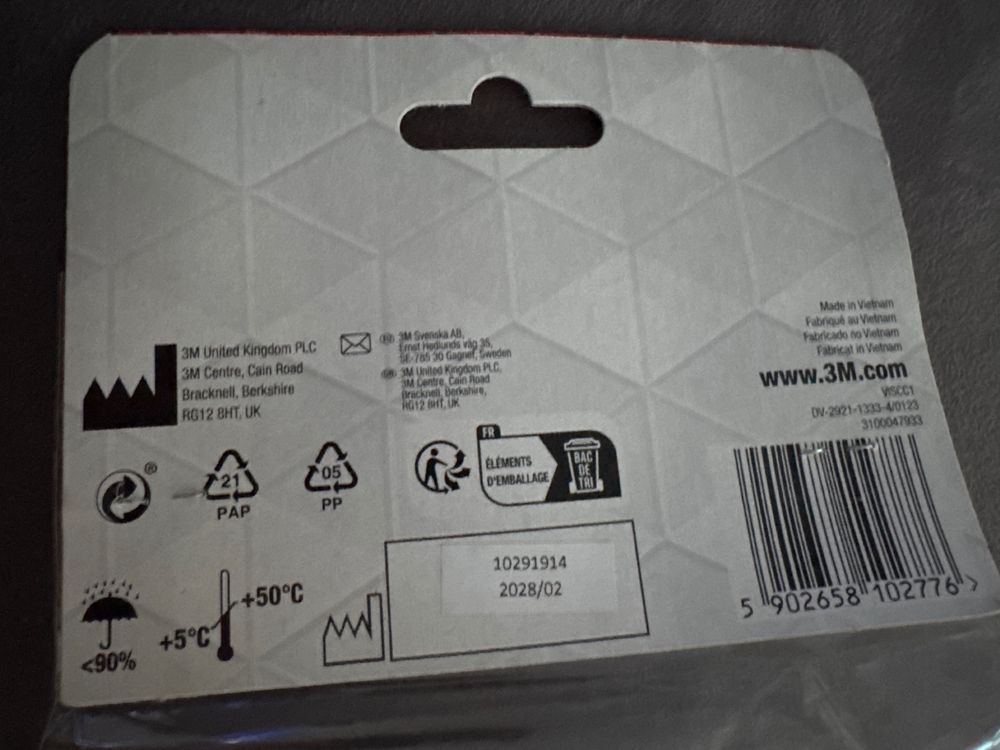 3M United Kingdom PLC
3M Centre, Cain Road
Bracknell, Berkshire
RG12 8HT, UK
3M Svenska AB,
Ernst Hedlunds väg 35,
SE-785 30 Gagnef, Sweden
3M United Kingdom PLC,
3M Centre, Cain Road
Bracknell, Berkshire,
RG12 8HT, UK
Made in Vietnam
Fabriqué au Vietnam
Fabricado no Vietnam
Fabricat in Vietnam
www.3M.com
VISCC1
DV-2921-1333-4/0123
3100047933
®
21
PAP
05
PP
FR
ÉLÉMENTS
D'EMBALLAGE
BAC
DE
TRI
<90%
+5°C
+50°C
10291914
2028/02
5 902658 102776 >